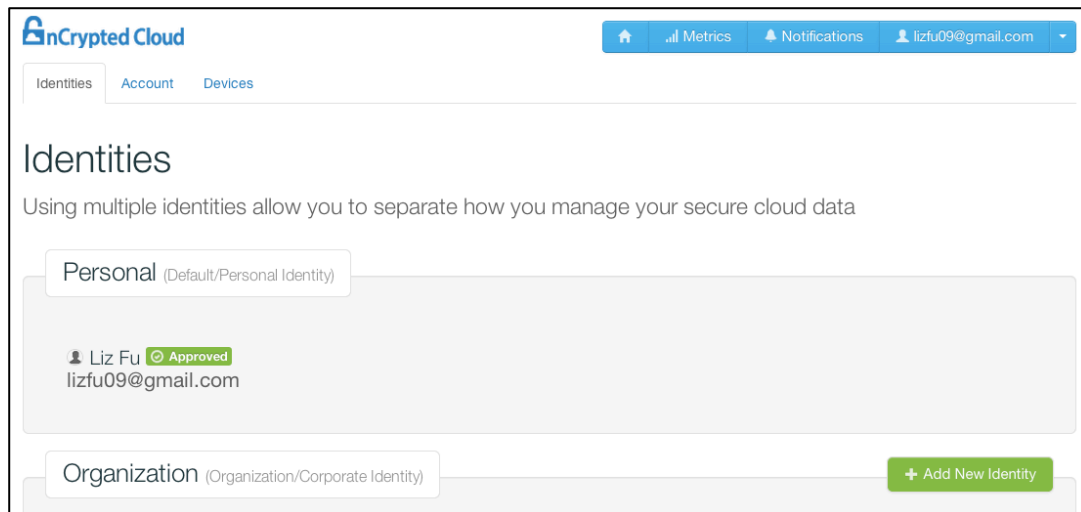 nCrypted Cloud
Metrics Notifications lizfu09@gmail.com
Identities Account Devices
Identities
Using multiple identities allow you to separate how you manage your secure cloud data
Personal (Default/Personal Identity)
Liz Fu Approved
lizfu09@gmail.com
Organization (Organization/Corporate Identity)
+ Add New Identity